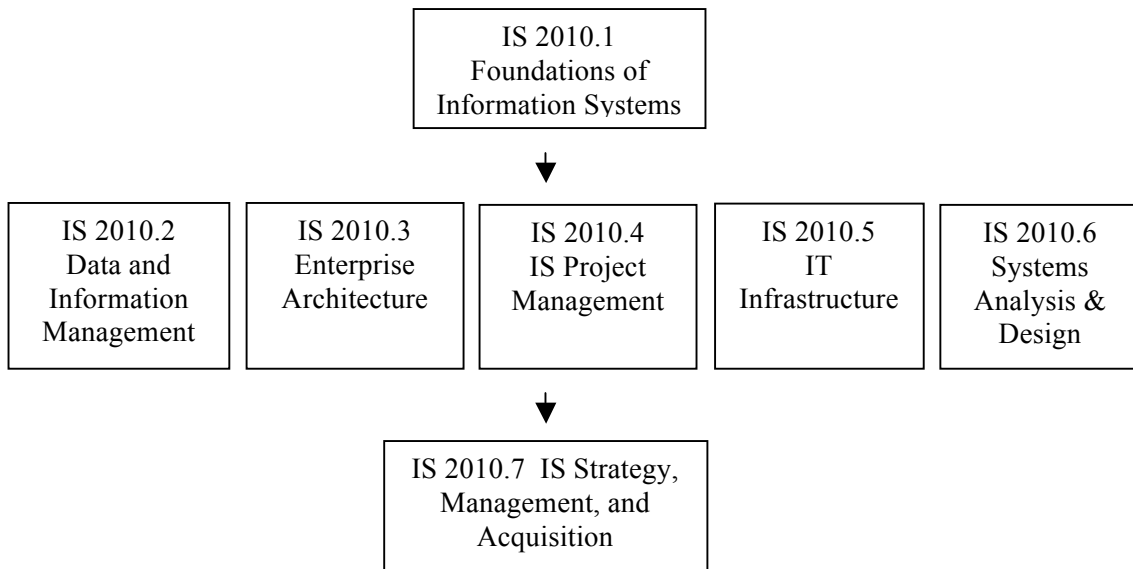 IS 2010.1
Foundations of
Information Systems
IS 2010.2
Data and
Information
Management
IS 2010.3
Enterprise
Architecture
IS 2010.4
IS Project
Management
IS 2010.5
IT
Infrastructure
IS 2010.6
Systems
Analysis &
Design
IS 2010.7  IS Strategy,
Management, and
Acquisition